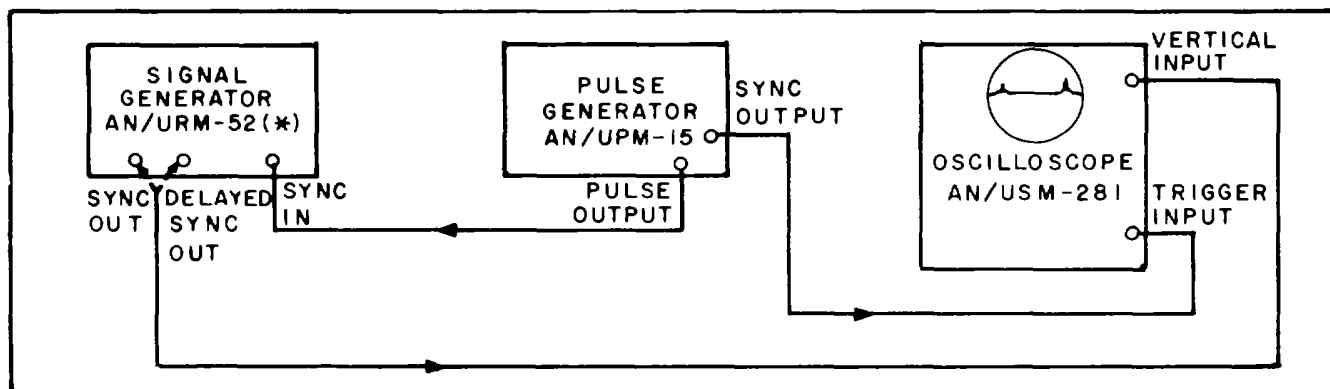 SIGNAL
GENERATOR
AN/URM-52(*)
SYNC
OUT
DELAYED
SYNC
OUT
SYNC
IN
PULSE
GENERATOR
AN/UPM-15
SYNC
OUTPUT
PULSE
OUTPUT
OSCILLOSCOPE
AN/USM-281
VERTICAL
INPUT
TRIGGER
INPUT